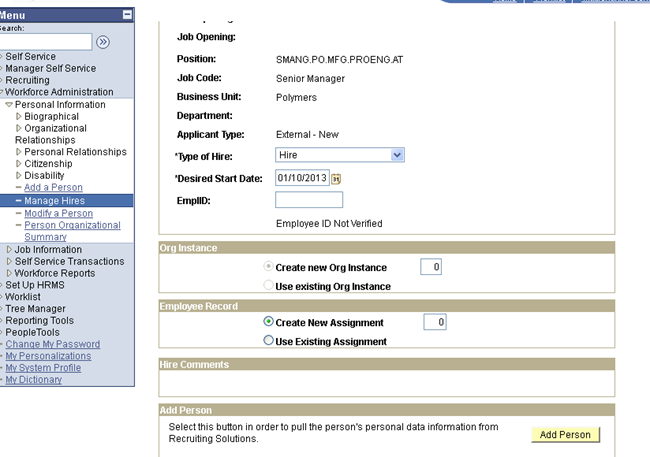 Menu
Search:
Self Service
Manager Self Service
Recruiting
Workforce Administration
Personal Information
Biographical
Organizational
Relationships
Personal Relationships
Citizenship
Disability
Add a Person
Manage Hires
Modify a Person
Person Organizational
Summary
Job Information
Self Service Transactions
Workforce Reports
Set Up HRMS
Worklist
Tree Manager
Reporting Tools
PeopleTools
Change My Password
My Personalizations
My System Profile
My Dictionary
Job Opening:
Position: SMANG.PO.MFG.PROENG.AT
Job Code: Senior Manager
Business Unit: Polymers
Department:
Applicant Type: External - New
*Type of Hire: Hire
*Desired Start Date: 01/10/2013
EmplID:
Employee ID Not Verified
Org Instance
Create new Org Instance 0
Use existing Org Instance
Employee Record
Create New Assignment 0
Use Existing Assignment
Hire Comments
Add Person
Select this button in order to pull the person's personal data information from
Recruiting Solutions.
Add Person